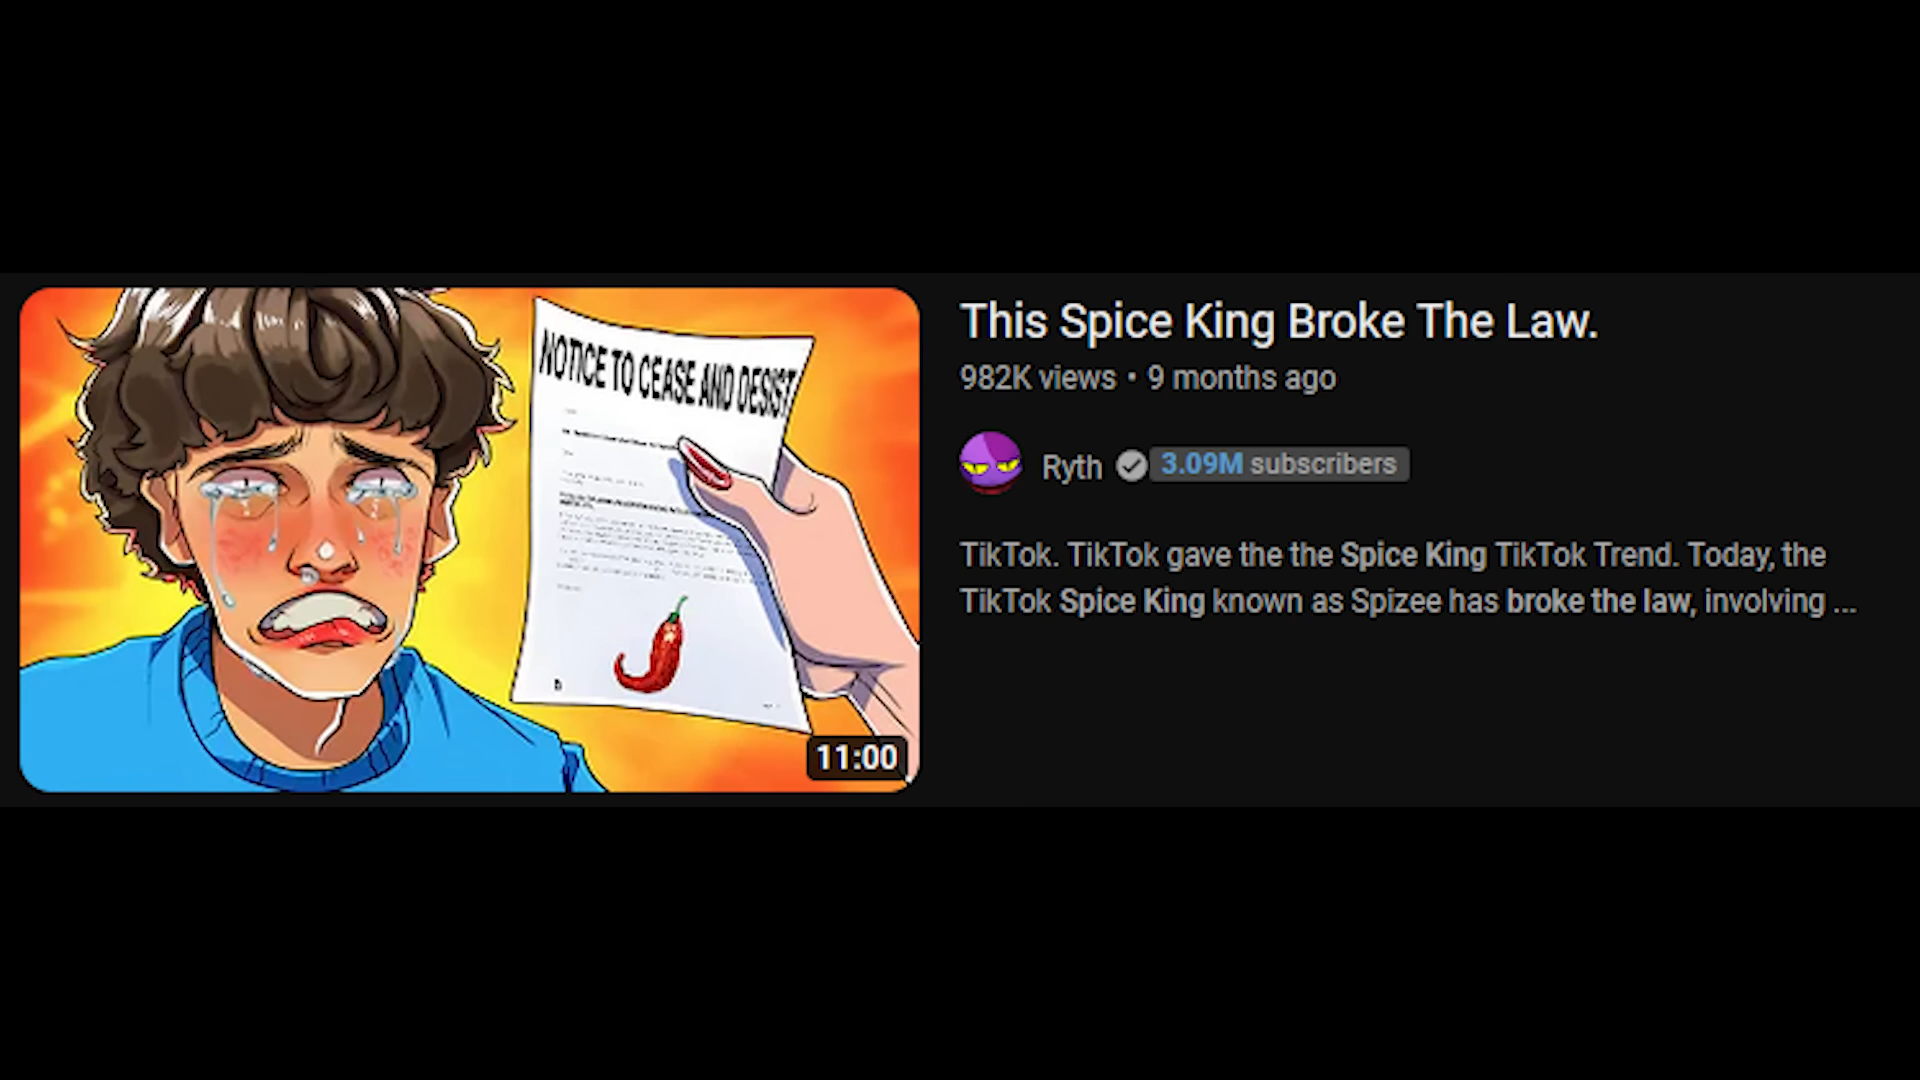 NOTICE TO CEASE AND DESIST
11:00
This Spice King Broke The Law.
982K views • 9 months ago
Ryth 3.09M subscribers
TikTok. TikTok gave the the Spice King TikTok Trend. Today, the
TikTok Spice King known as Spizee has broke the law, involving ...